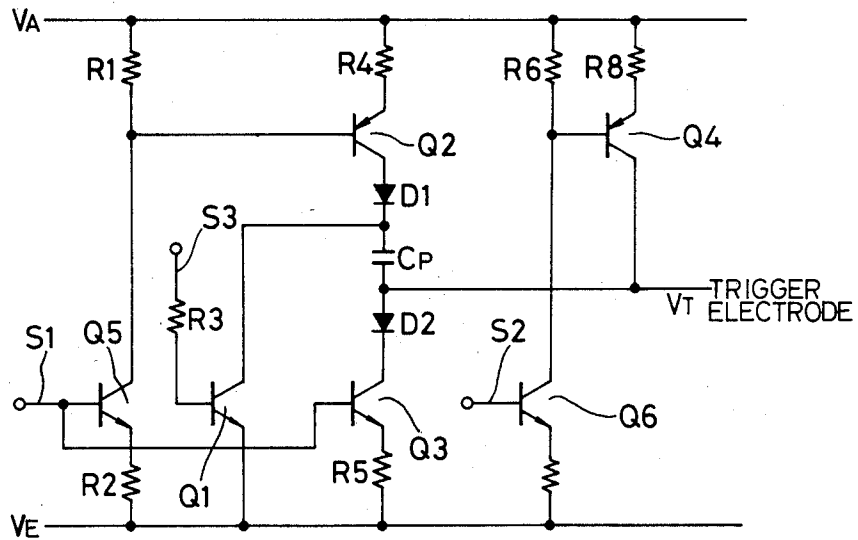 VA
R1
R4
R6
R8
Q2
Q4
D1
S3
CP
TRIGGER
VT
ELECTRODE
R3
D2
S1
Q5
S2
Q6
Q3
R2
Q1
R5
VE